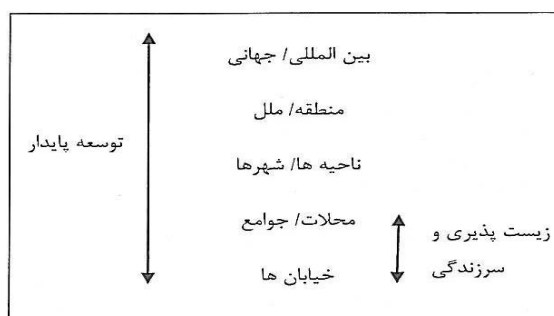 بین المللی/ جهانی
منطقه/ ملل
توسعه پایدار
ناحیه ها/ شهرها
محلات/ جوامع
زیست پذیری و
سرزندگی
خیابان ها